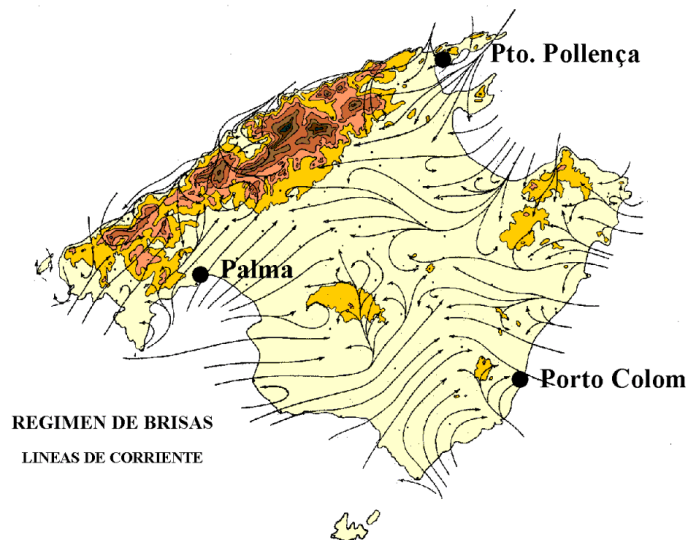 Pto. Pollença
Palma
Porto Colom
REGIMEN DE BRISAS
LINEAS DE CORRIENTE